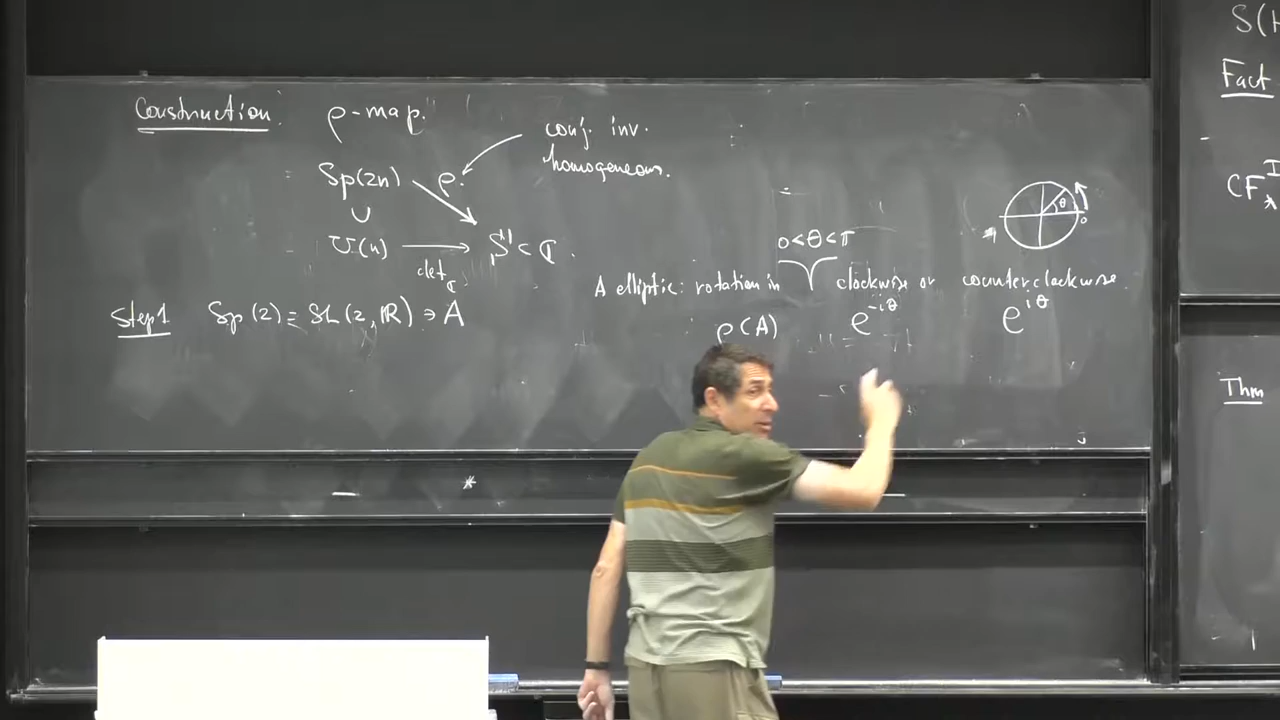 Construction: ρ-map.
conj. inv.
homogeneous.
Sp(2n) ρ.
∪
U(n) → S¹ ⊂ ℂ.
det_ℂ
0<θ<π
θ
0
A elliptic: rotation in clockwise or counterclockwise.
Step 1 Sp(2) = SL(2,ℝ) ∋ A
ρ(A) e^{-iθ} e^{iθ}
*
S(
Fact
CF
Thm